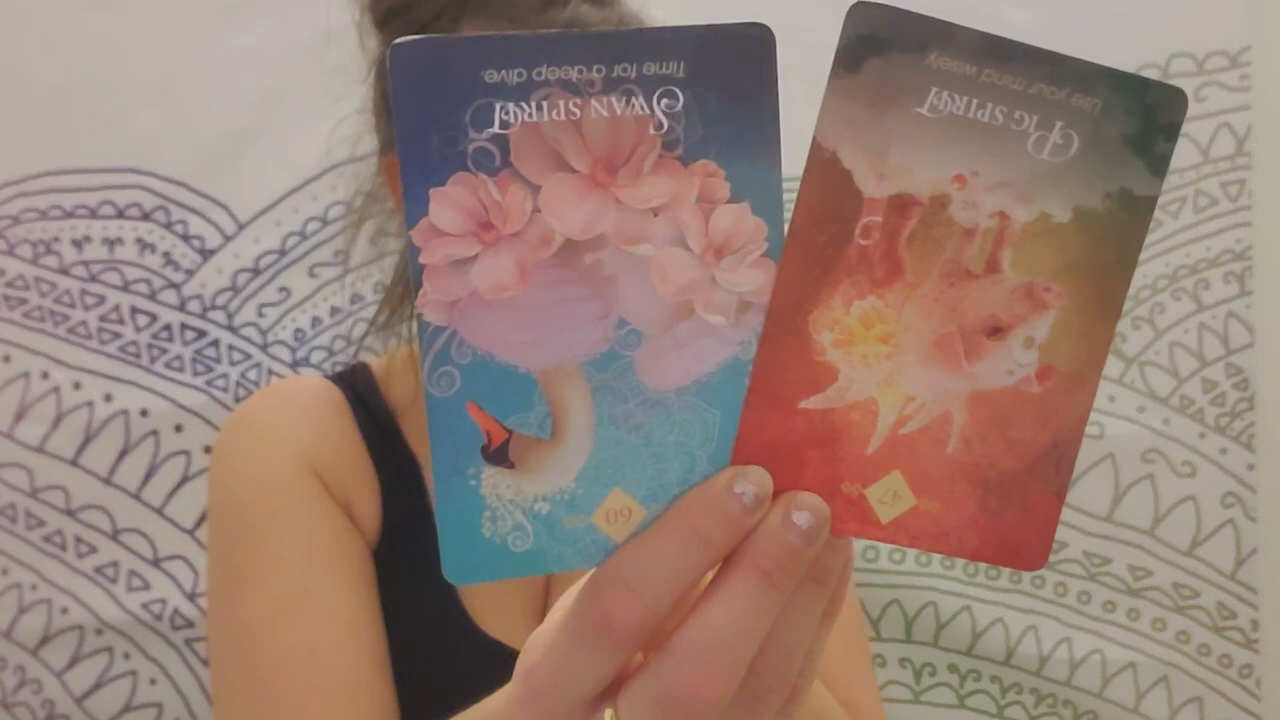 60
SWAN SPIRIT
Time for a deep dive.
47
PIG SPIRIT
Use your mind wisely.